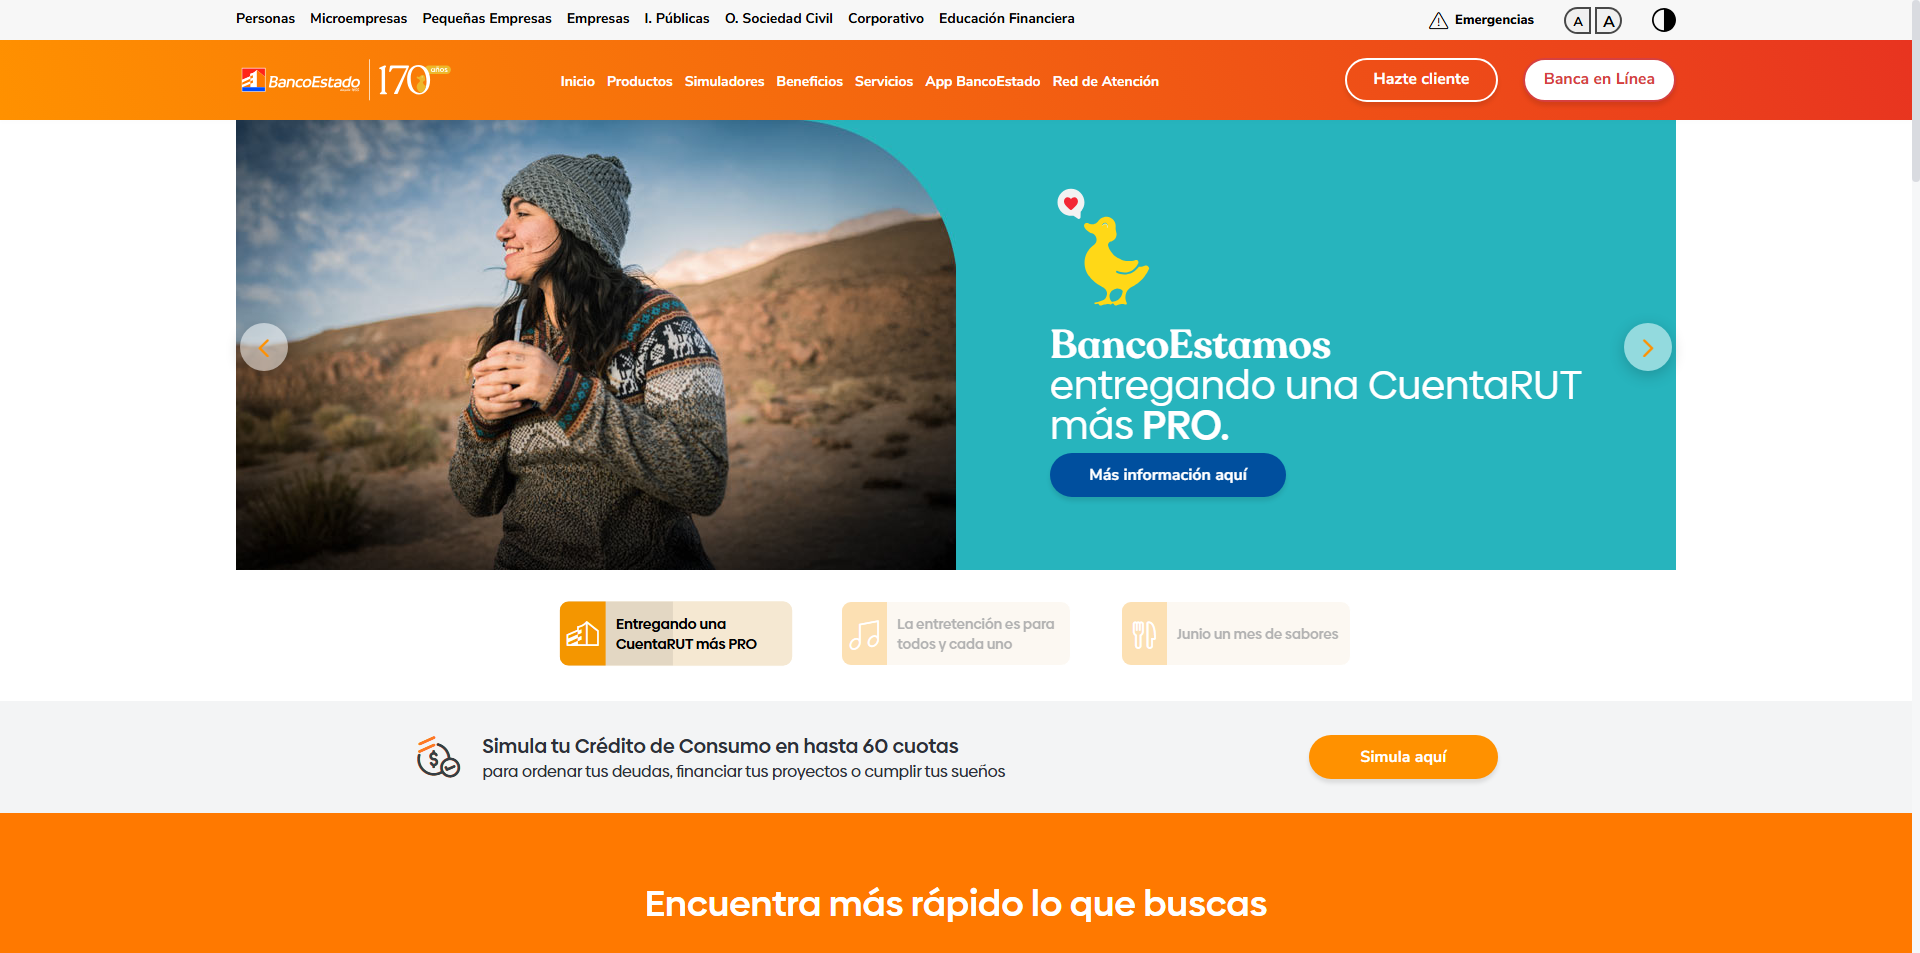 Personas Microempresas Pequeñas Empresas Empresas I. Públicas O. Sociedad Civil Corporativo Educación Financiera
Emergencias A A
BancoEstado 170 años
Inicio Productos Simuladores Beneficios Servicios App BancoEstado Red de Atención
Hazte cliente Banca en Línea
BancoEstamos
entregando una CuentaRUT
más PRO.
Más información aquí
Entregando una
CuentaRUT más PRO
La entretención es para
todos y cada uno
Junio un mes de sabores
Simula tu Crédito de Consumo en hasta 60 cuotas
para ordenar tus deudas, financiar tus proyectos o cumplir tus sueños
Simula aquí
Encuentra más rápido lo que buscas